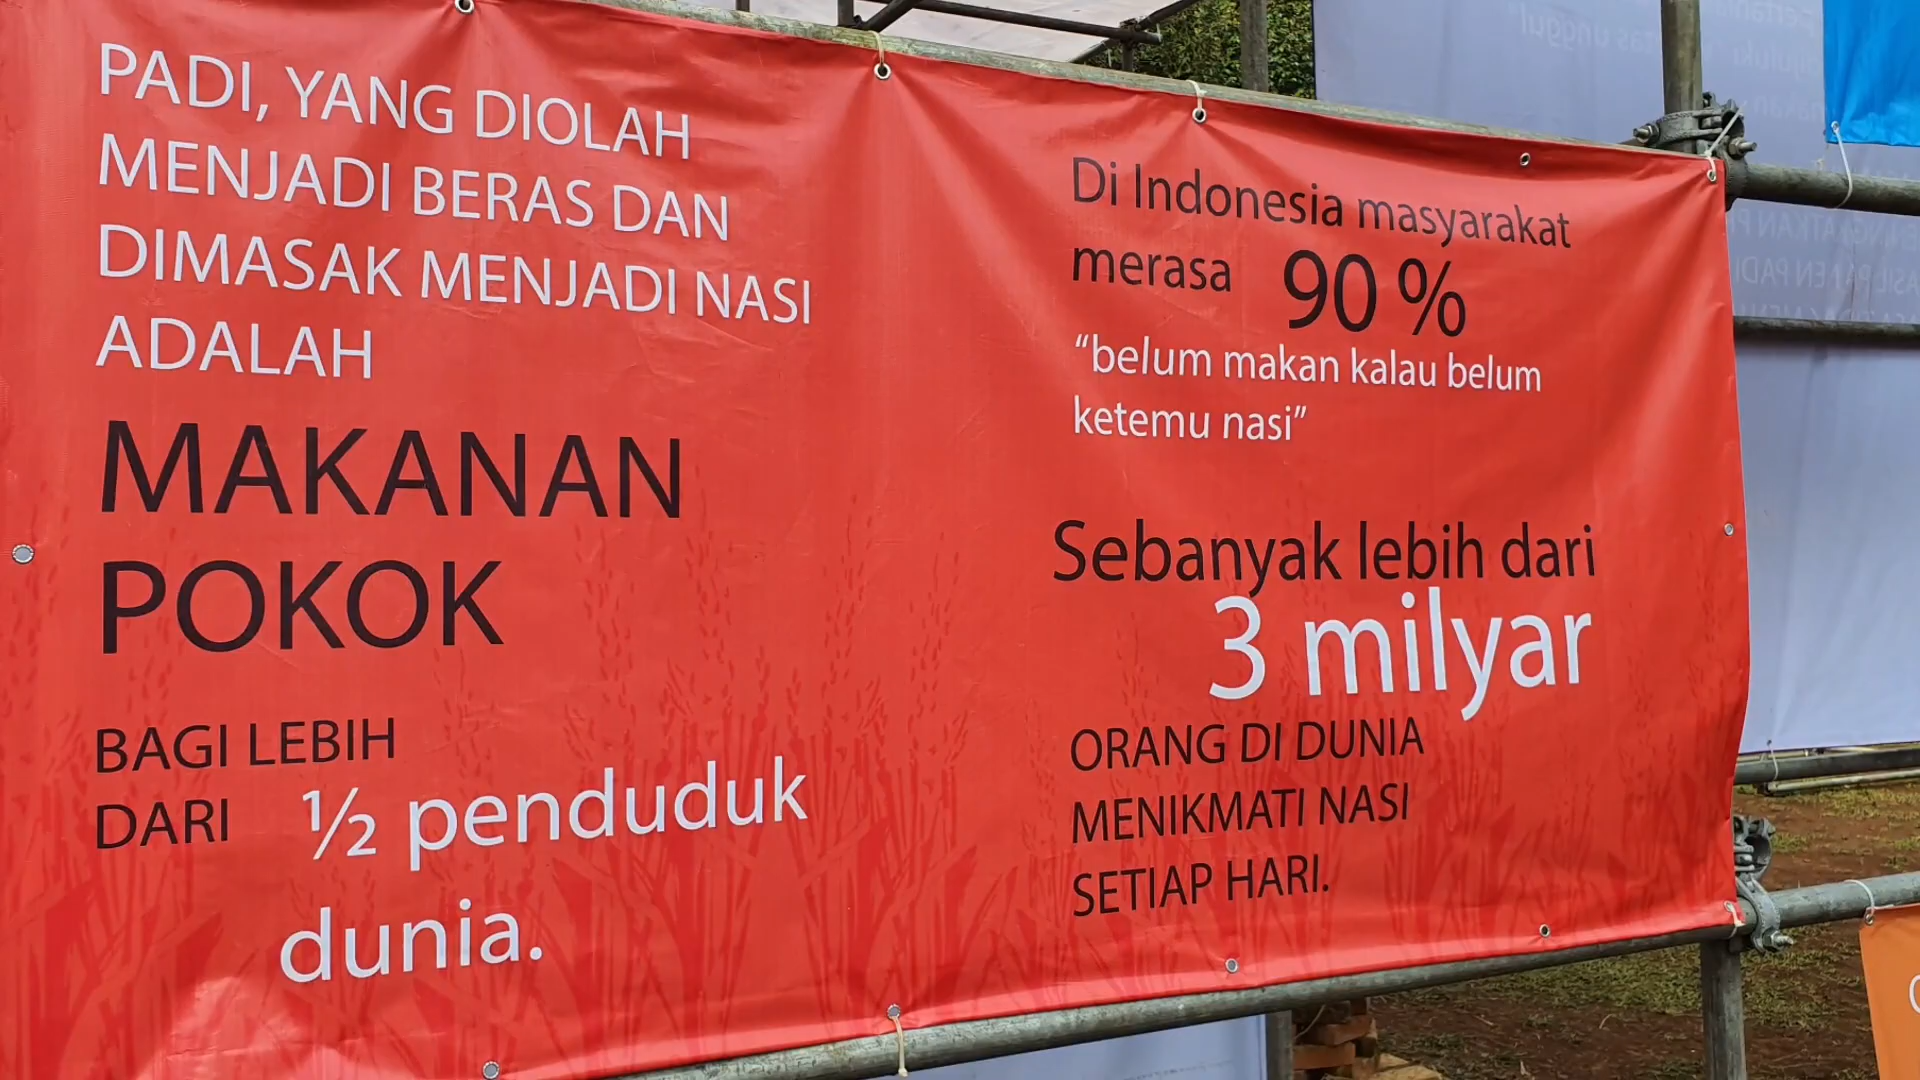 PADI, YANG DIOLAH
MENJADI BERAS DAN
DIMASAK MENJADI NASI
ADALAH
MAKANAN
POKOK
BAGI LEBIH
DARI ½ penduduk
dunia.
Di Indonesia masyarakat
merasa 90 %
“belum makan kalau belum
ketemu nasi”
Sebanyak lebih dari
3 milyar
ORANG DI DUNIA
MENIKMATI NASI
SETIAP HARI.